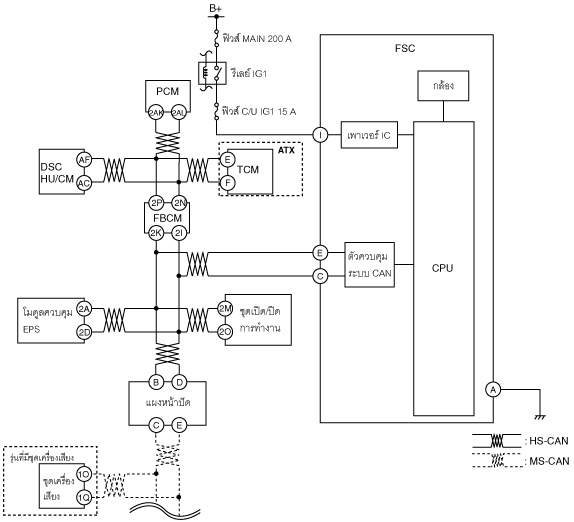 B+
ฟิวส์ MAIN 200 A
FSC
รีเลย์ IG1
กล้อง
PCM
2AK 2AL
ฟิวส์ C/U IG1 15 A
I
เพาเวอร์ IC
ATX
DSC
HU/CM
AF
AC
E
F
TCM
2P 2N
FBCM
2K 2I
E
C
ตัวควบคุม
ระบบ CAN
CPU
โมดูลควบคุม
EPS
2A
2D
2M
2O
ชุดเปิด/ปิด
การทำงาน
B D
แผงหน้าปัด
C E
A
รุ่นที่มีชุดเครื่องเสียง
ชุดเครื่อง
เสียง
1O
1Q
: HS-CAN
: MS-CAN